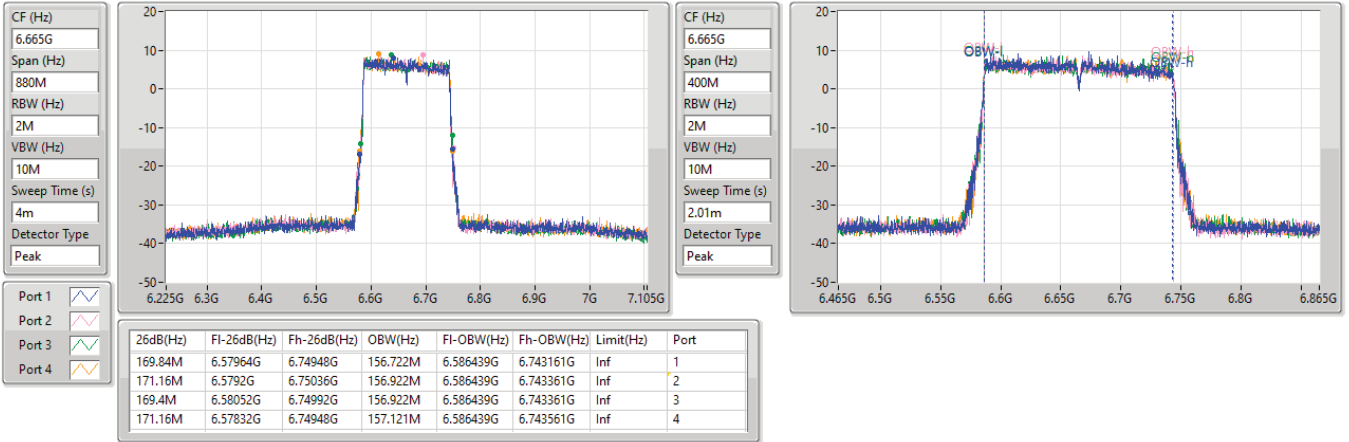 CF (Hz)
6.665G
Span (Hz)
880M
RBW (Hz)
2M
VBW (Hz)
10M
Sweep Time (s)
4m
Detector Type
Peak
Port 1
Port 2
Port 3
Port 4
20-
10-
0-
-10-
-20-
-30-
-40-
-50-
6.225G 6.3G 6.4G 6.5G 6.6G 6.7G 6.8G 6.9G 7G 7.105G
CF (Hz)
6.665G
Span (Hz)
400M
RBW (Hz)
2M
VBW (Hz)
10M
Sweep Time (s)
2.01m
Detector Type
Peak
20-
10-
0-
-10-
-20-
-30-
-40-
-50-
OBW-l
OBW-h
6.465G 6.5G 6.55G 6.6G 6.65G 6.7G 6.75G 6.8G 6.865G
26dB(Hz) Fl-26dB(Hz) Fh-26dB(Hz) OBW(Hz) Fl-OBW(Hz) Fh-OBW(Hz) Limit(Hz) Port
169.84M 6.57964G 6.74948G 156.722M 6.586439G 6.743161G Inf 1
171.16M 6.5792G 6.75036G 156.922M 6.586439G 6.743361G Inf 2
169.4M 6.58052G 6.74992G 156.922M 6.586439G 6.743361G Inf 3
171.16M 6.57832G 6.74948G 157.121M 6.586439G 6.743561G Inf 4